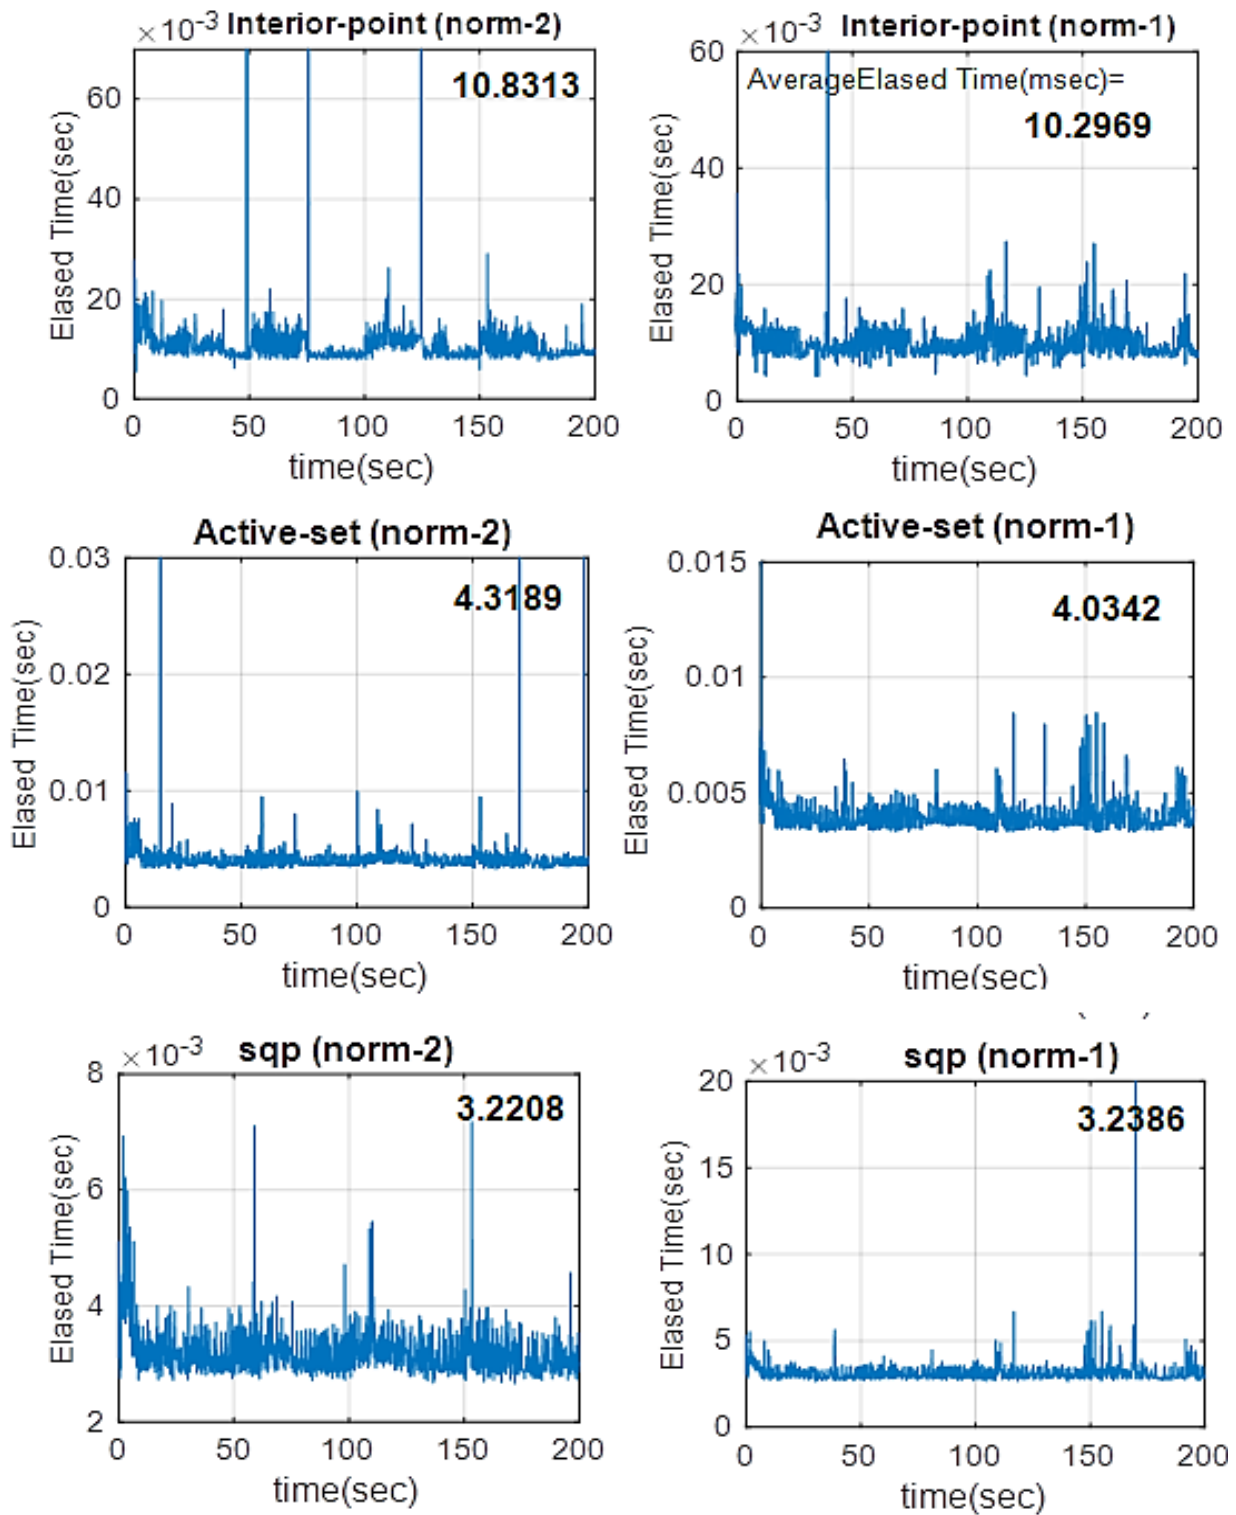 ×10-3 Interior-point (norm-2)
10.8313
60
40
20
0
Elased Time(sec)
0 50 100 150 200
time(sec)
×10-3 Interior-point (norm-1)
AverageElased Time(msec)=
10.2969
60
40
20
0
Elased Time(sec)
0 50 100 150 200
time(sec)
Active-set (norm-2)
4.3189
0.03
0.02
0.01
0
Elased Time(sec)
0 50 100 150 200
time(sec)
Active-set (norm-1)
4.0342
0.015
0.01
0.005
0
Elased Time(sec)
0 50 100 150 200
time(sec)
×10-3 sqp (norm-2)
3.2208
8
6
4
2
Elased Time(sec)
0 50 100 150 200
time(sec)
×10-3 sqp (norm-1)
3.2386
20
15
10
5
0
Elased Time(sec)
0 50 100 150 200
time(sec)